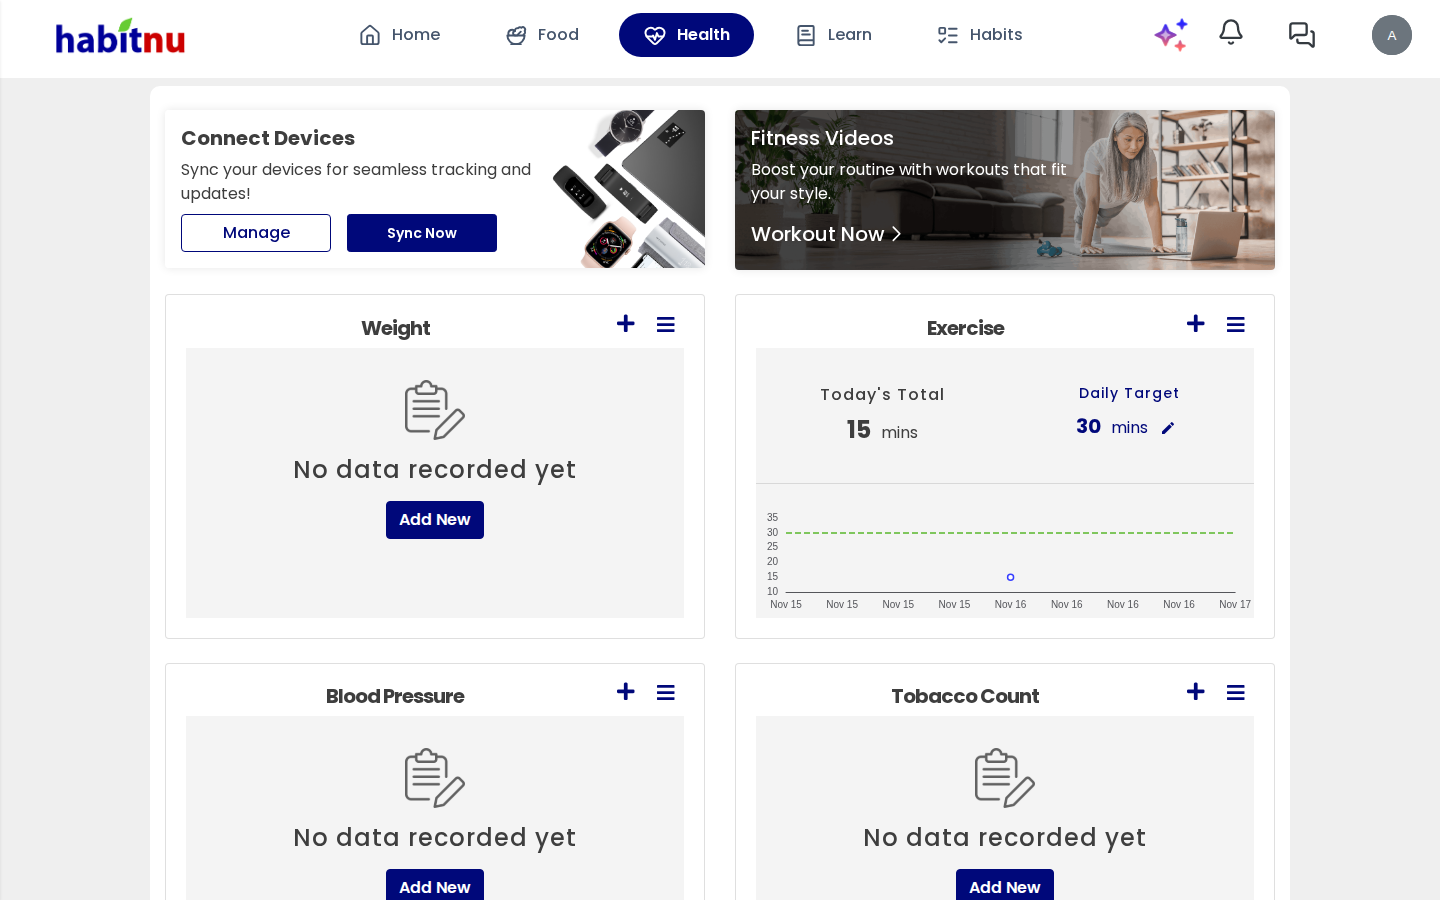 habitnu
Home
Food
Health
Learn
Habits
A
Connect Devices
Sync your devices for seamless tracking and
updates!
Manage
Sync Now
Fitness Videos
Boost your routine with workouts that fit
your style.
Workout Now
Weight
No data recorded yet
Add New
Exercise
Today's Total
15 mins
Daily Target
30 mins
35
30
25
20
15
10
Nov 15 Nov 15 Nov 15 Nov 15 Nov 16 Nov 16 Nov 16 Nov 16 Nov 17
Blood Pressure
No data recorded yet
Add New
Tobacco Count
No data recorded yet
Add New